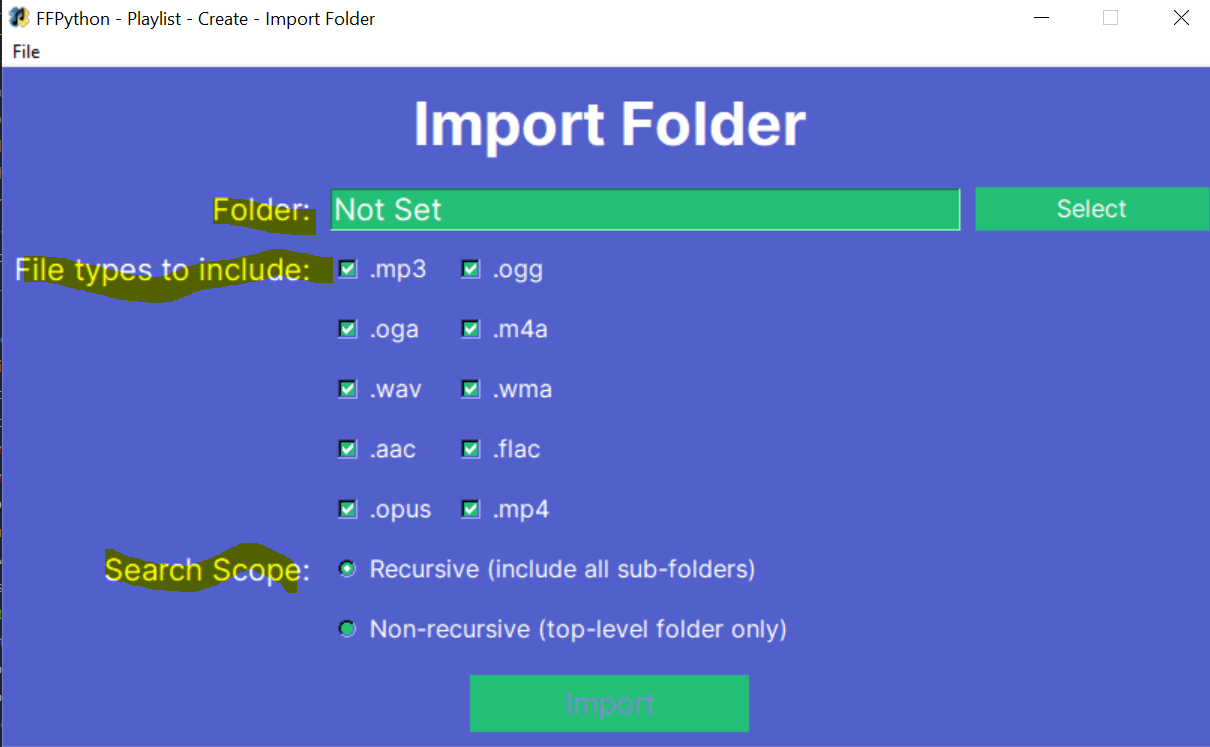 FFPython - Playlist - Create - Import Folder
File
Import Folder
Folder: Not Set Select
File types to include: .mp3 .ogg
.oga .m4a
.wav .wma
.aac .flac
.opus .mp4
Search Scope: Recursive (include all sub-folders)
Non-recursive (top-level folder only)
Import